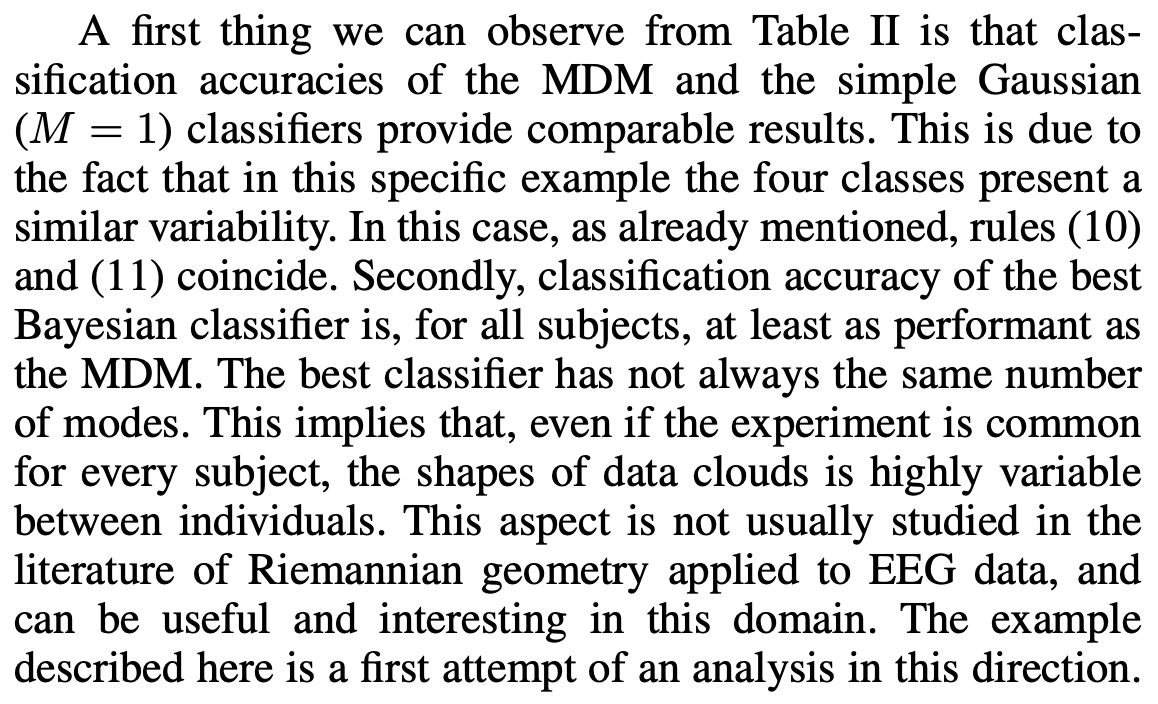 A first thing we can observe from Table II is that clas-
sification accuracies of the MDM and the simple Gaussian
(M = 1) classifiers provide comparable results. This is due to
the fact that in this specific example the four classes present a
similar variability. In this case, as already mentioned, rules (10)
and (11) coincide. Secondly, classification accuracy of the best
Bayesian classifier is, for all subjects, at least as performant as
the MDM. The best classifier has not always the same number
of modes. This implies that, even if the experiment is common
for every subject, the shapes of data clouds is highly variable
between individuals. This aspect is not usually studied in the
literature of Riemannian geometry applied to EEG data, and
can be useful and interesting in this domain. The example
described here is a first attempt of an analysis in this direction.